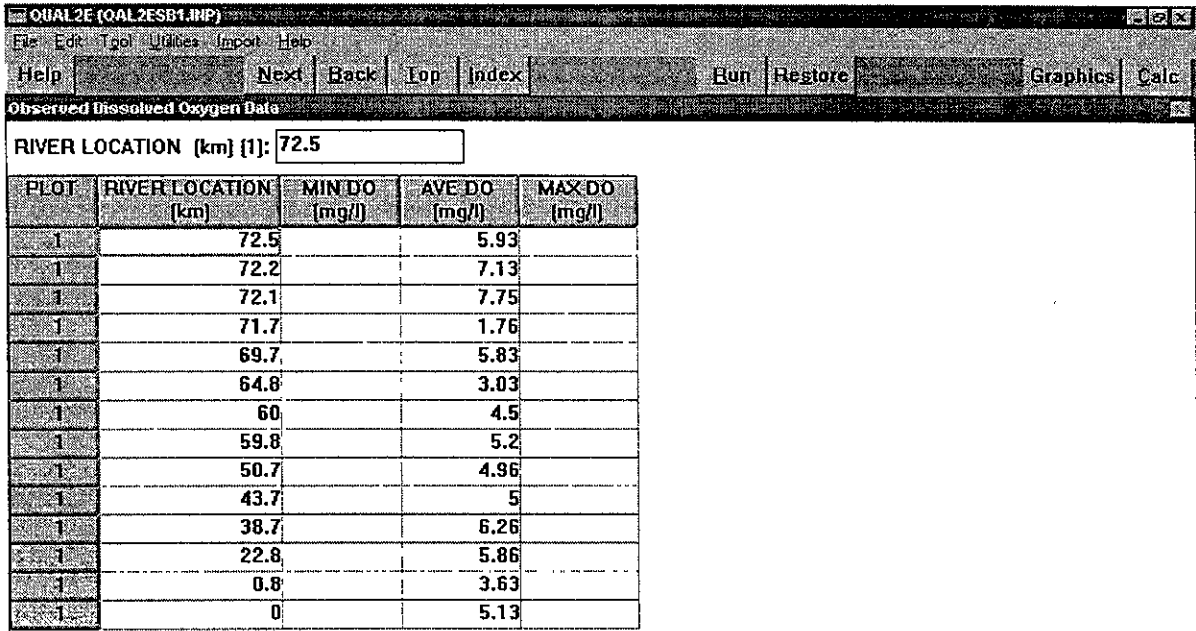 QUAL2E (QAL2ESB1.INP)
File Edit Tool Utilities Import Help
Help Next Back Top Index Run Restore Graphics Calc
Observed Dissolved Oxygen Data
RIVER LOCATION (km) {1}: 72.5
PLOT RIVER LOCATION (km) MIN DO (mg/l) AVE DO (mg/l) MAX DO (mg/l)
1 72.5 5.93
1 72.2 7.13
1 72.1 7.75
1 71.7 1.76
1 69.7 5.83
1 64.8 3.03
1 60 4.5
1 59.8 5.2
1 50.7 4.96
1 43.7 5
1 38.7 6.26
1 22.8 5.86
1 0.8 3.63
1 0 5.13